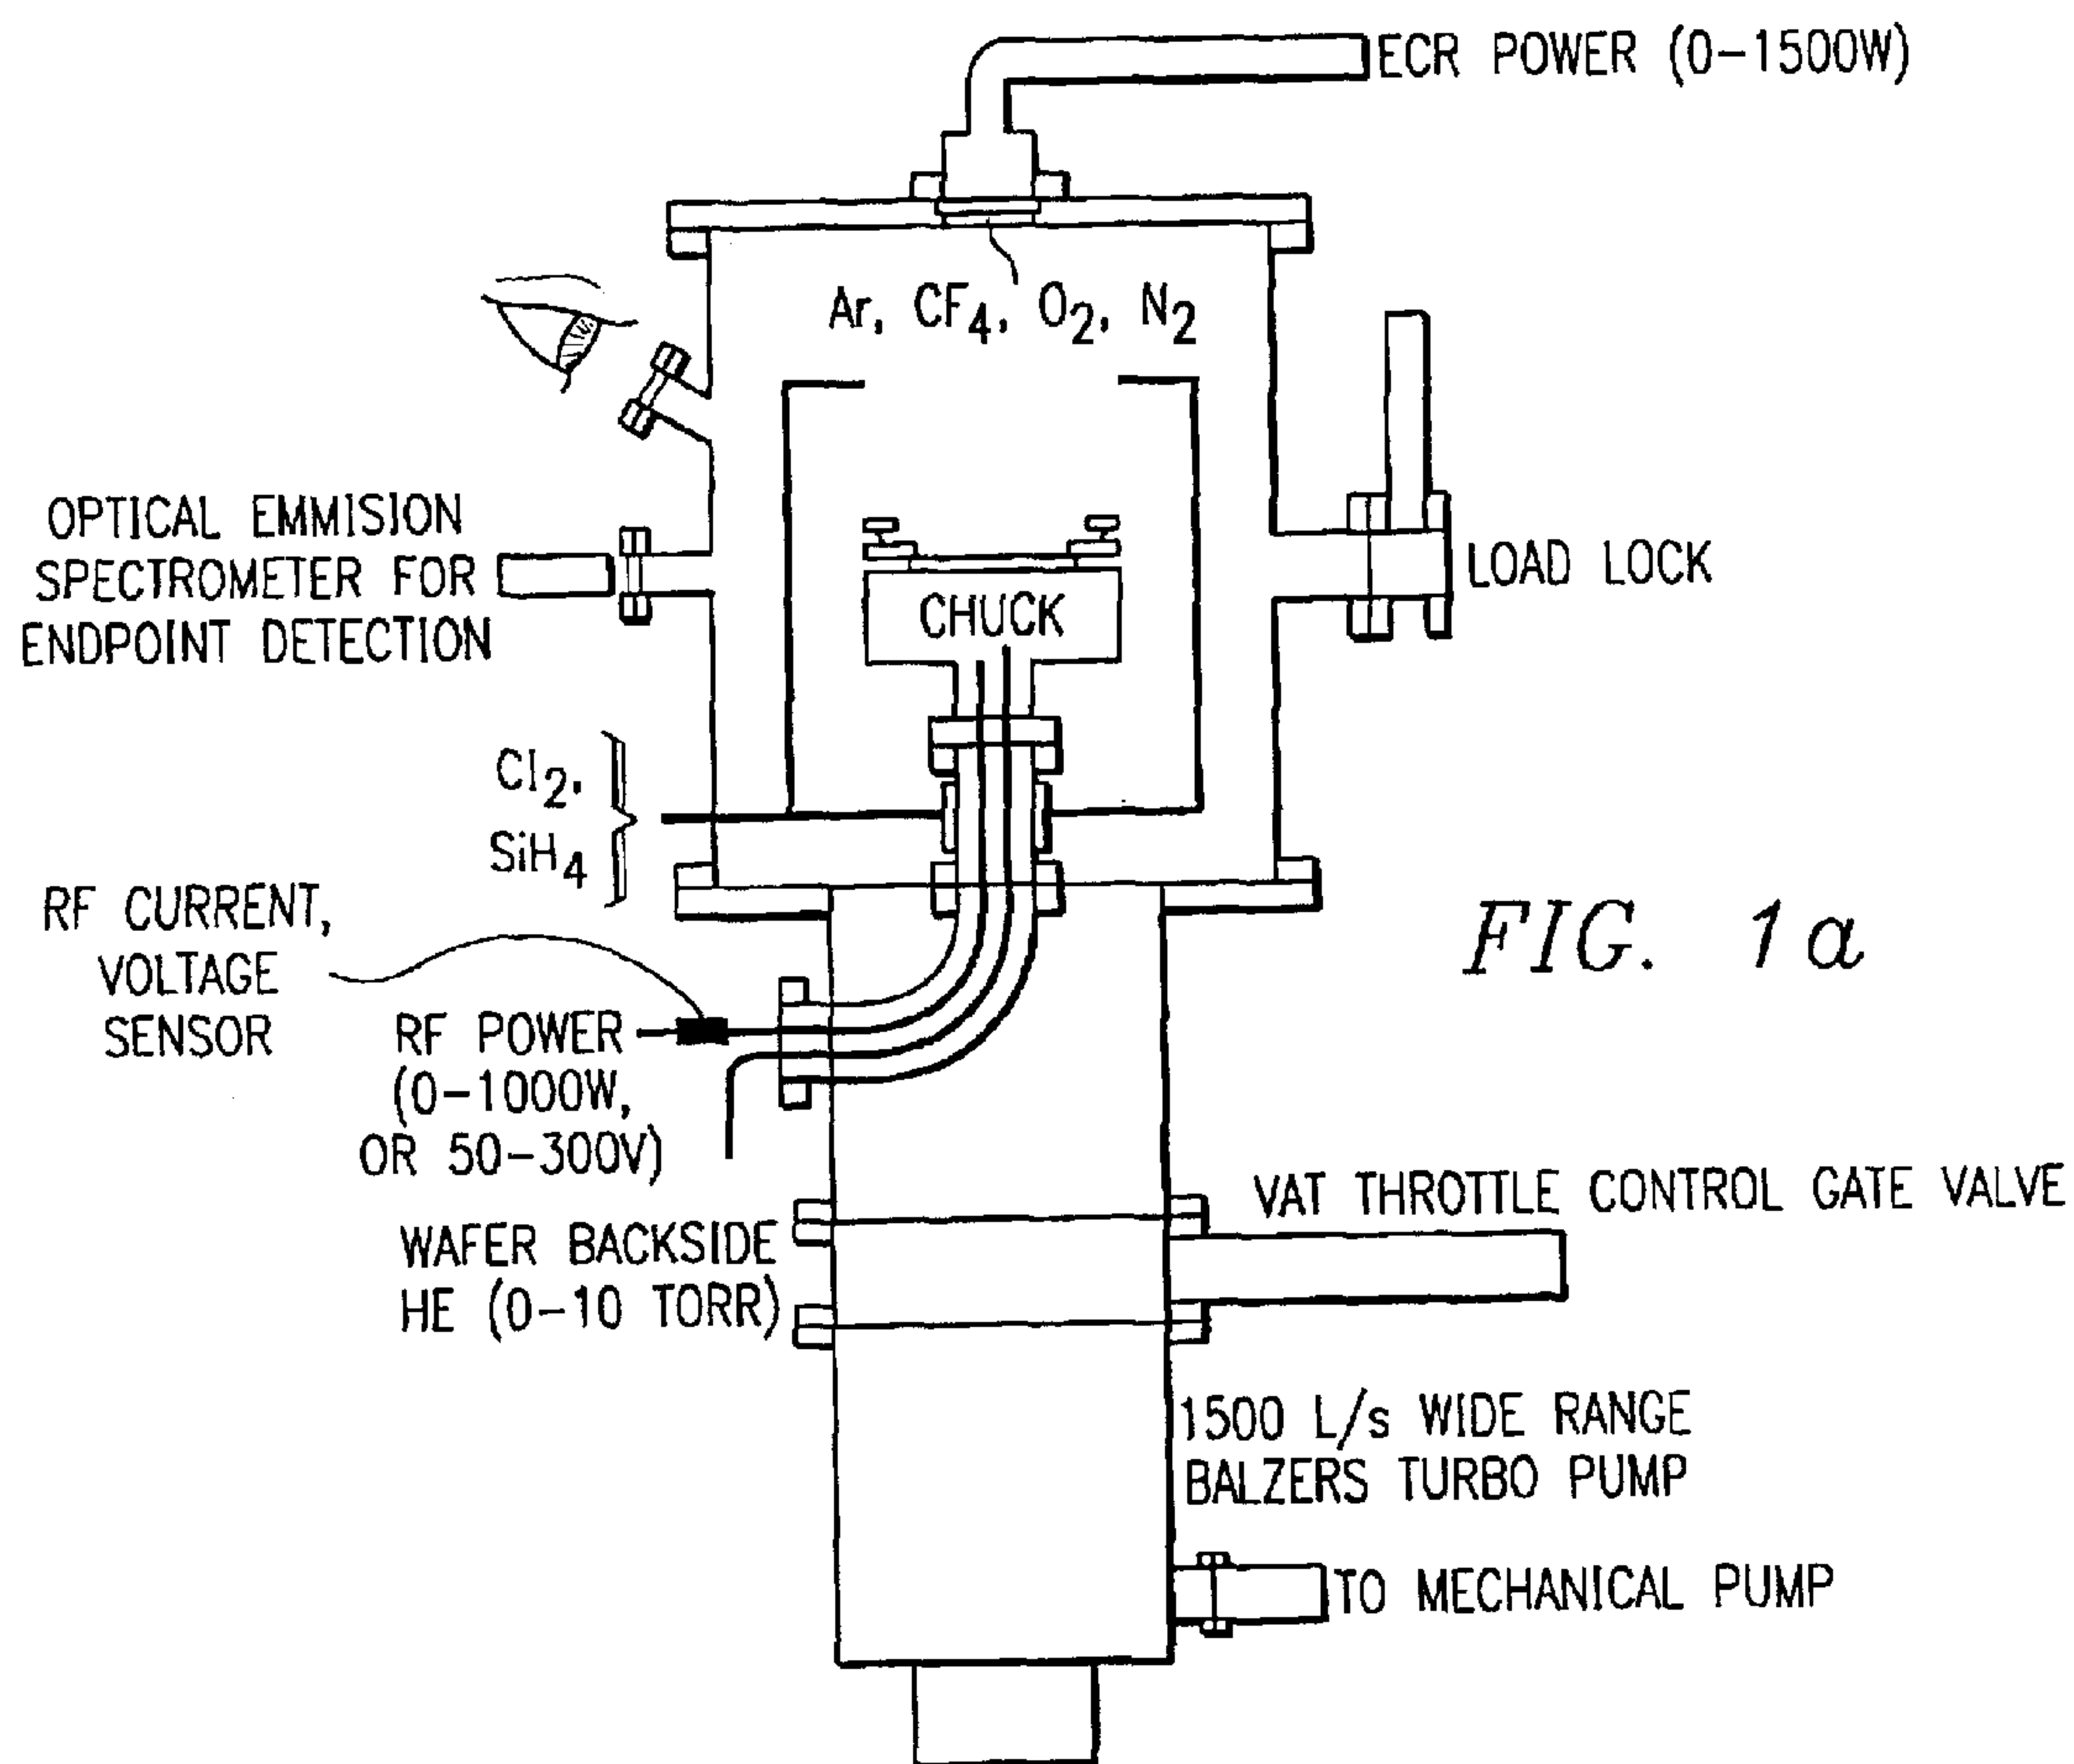 ECR POWER (0-1500W)
Ar, CF4, O2, N2
OPTICAL EMMISION
SPECTROMETER FOR
ENDPOINT DETECTION
LOAD LOCK
CHUCK
Cl2,
SiH4
RF CURRENT,
VOLTAGE
SENSOR
RF POWER
(0-1000W,
OR 50-300V)
FIG. 1a
VAT THROTTLE CONTROL GATE VALVE
WAFER BACKSIDE
HE (0-10 TORR)
1500 L/s WIDE RANGE
BALZERS TURBO PUMP
TO MECHANICAL PUMP